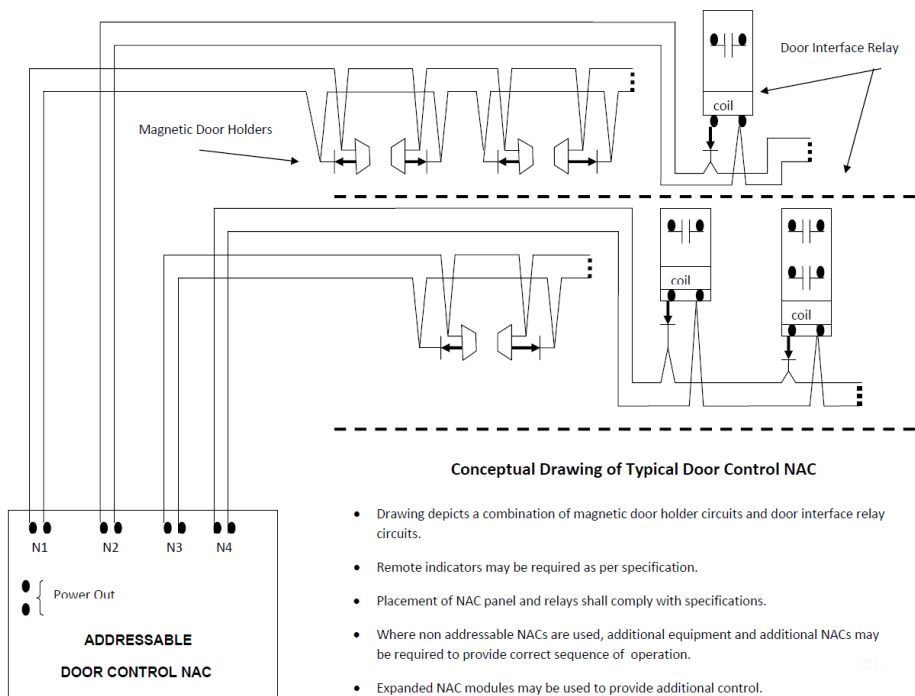 Door Interface Relay
coil
Magnetic Door Holders
coil
coil
Conceptual Drawing of Typical Door Control NAC
• Drawing depicts a combination of magnetic door holder circuits and door interface relay
circuits.
• Remote indicators may be required as per specification.
• Placement of NAC panel and relays shall comply with specifications.
• Where non addressable NACs are used, additional equipment and additional NACs may
be required to provide correct sequence of operation.
• Expanded NAC modules may be used to provide additional control.
N1 N2 N3 N4
Power Out
ADDRESSABLE
DOOR CONTROL NAC
CL